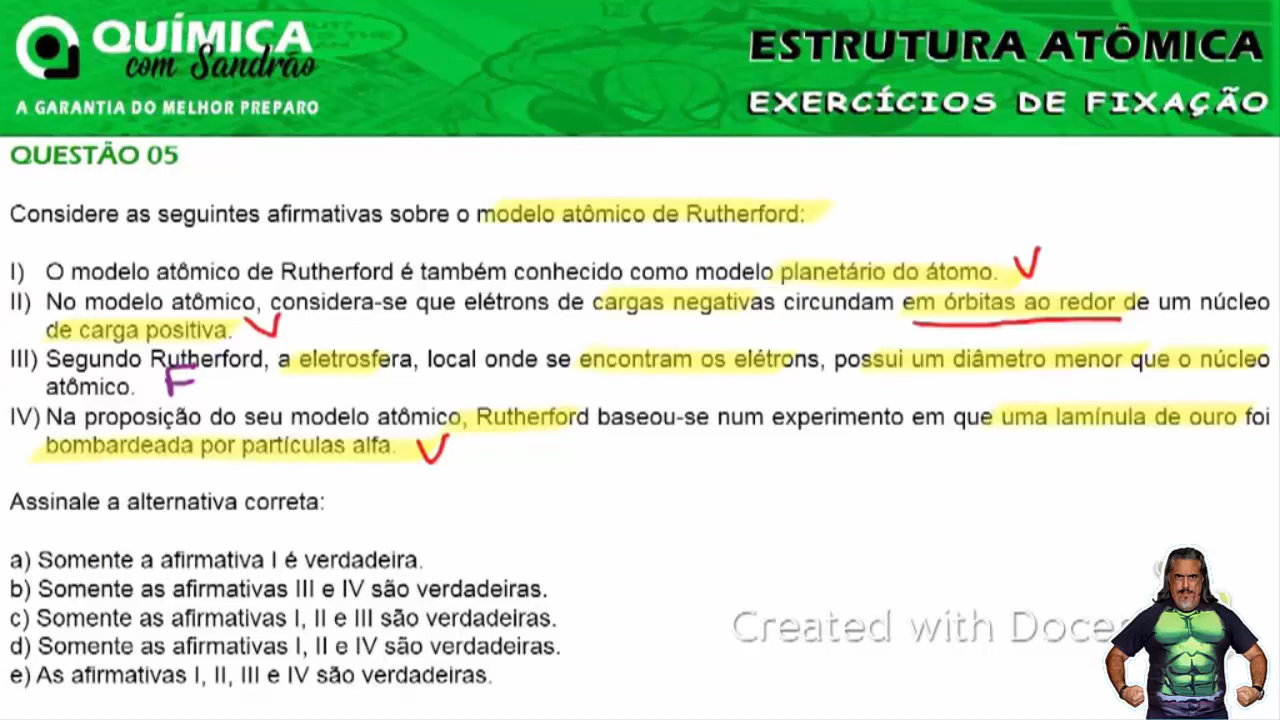 QUÍMICA
com Sandrão
A GARANTIA DO MELHOR PREPARO
ESTRUTURA ATÔMICA
EXERCÍCIOS DE FIXAÇÃO
QUESTÃO 05
Considere as seguintes afirmativas sobre o modelo atômico de Rutherford:
I) O modelo atômico de Rutherford é também conhecido como modelo planetário do átomo. V
II) No modelo atômico, considera-se que elétrons de cargas negativas circundam em órbitas ao redor de um núcleo
de carga positiva. V
III) Segundo Rutherford, a eletrosfera, local onde se encontram os elétrons, possui um diâmetro menor que o núcleo
atômico. F
IV) Na proposição do seu modelo atômico, Rutherford baseou-se num experimento em que uma lamínula de ouro foi
bombardeada por partículas alfa. V
Assinale a alternativa correta:
a) Somente a afirmativa I é verdadeira.
b) Somente as afirmativas III e IV são verdadeiras.
c) Somente as afirmativas I, II e III são verdadeiras.
d) Somente as afirmativas I, II e IV são verdadeiras.
e) As afirmativas I, II, III e IV são verdadeiras.
Created with